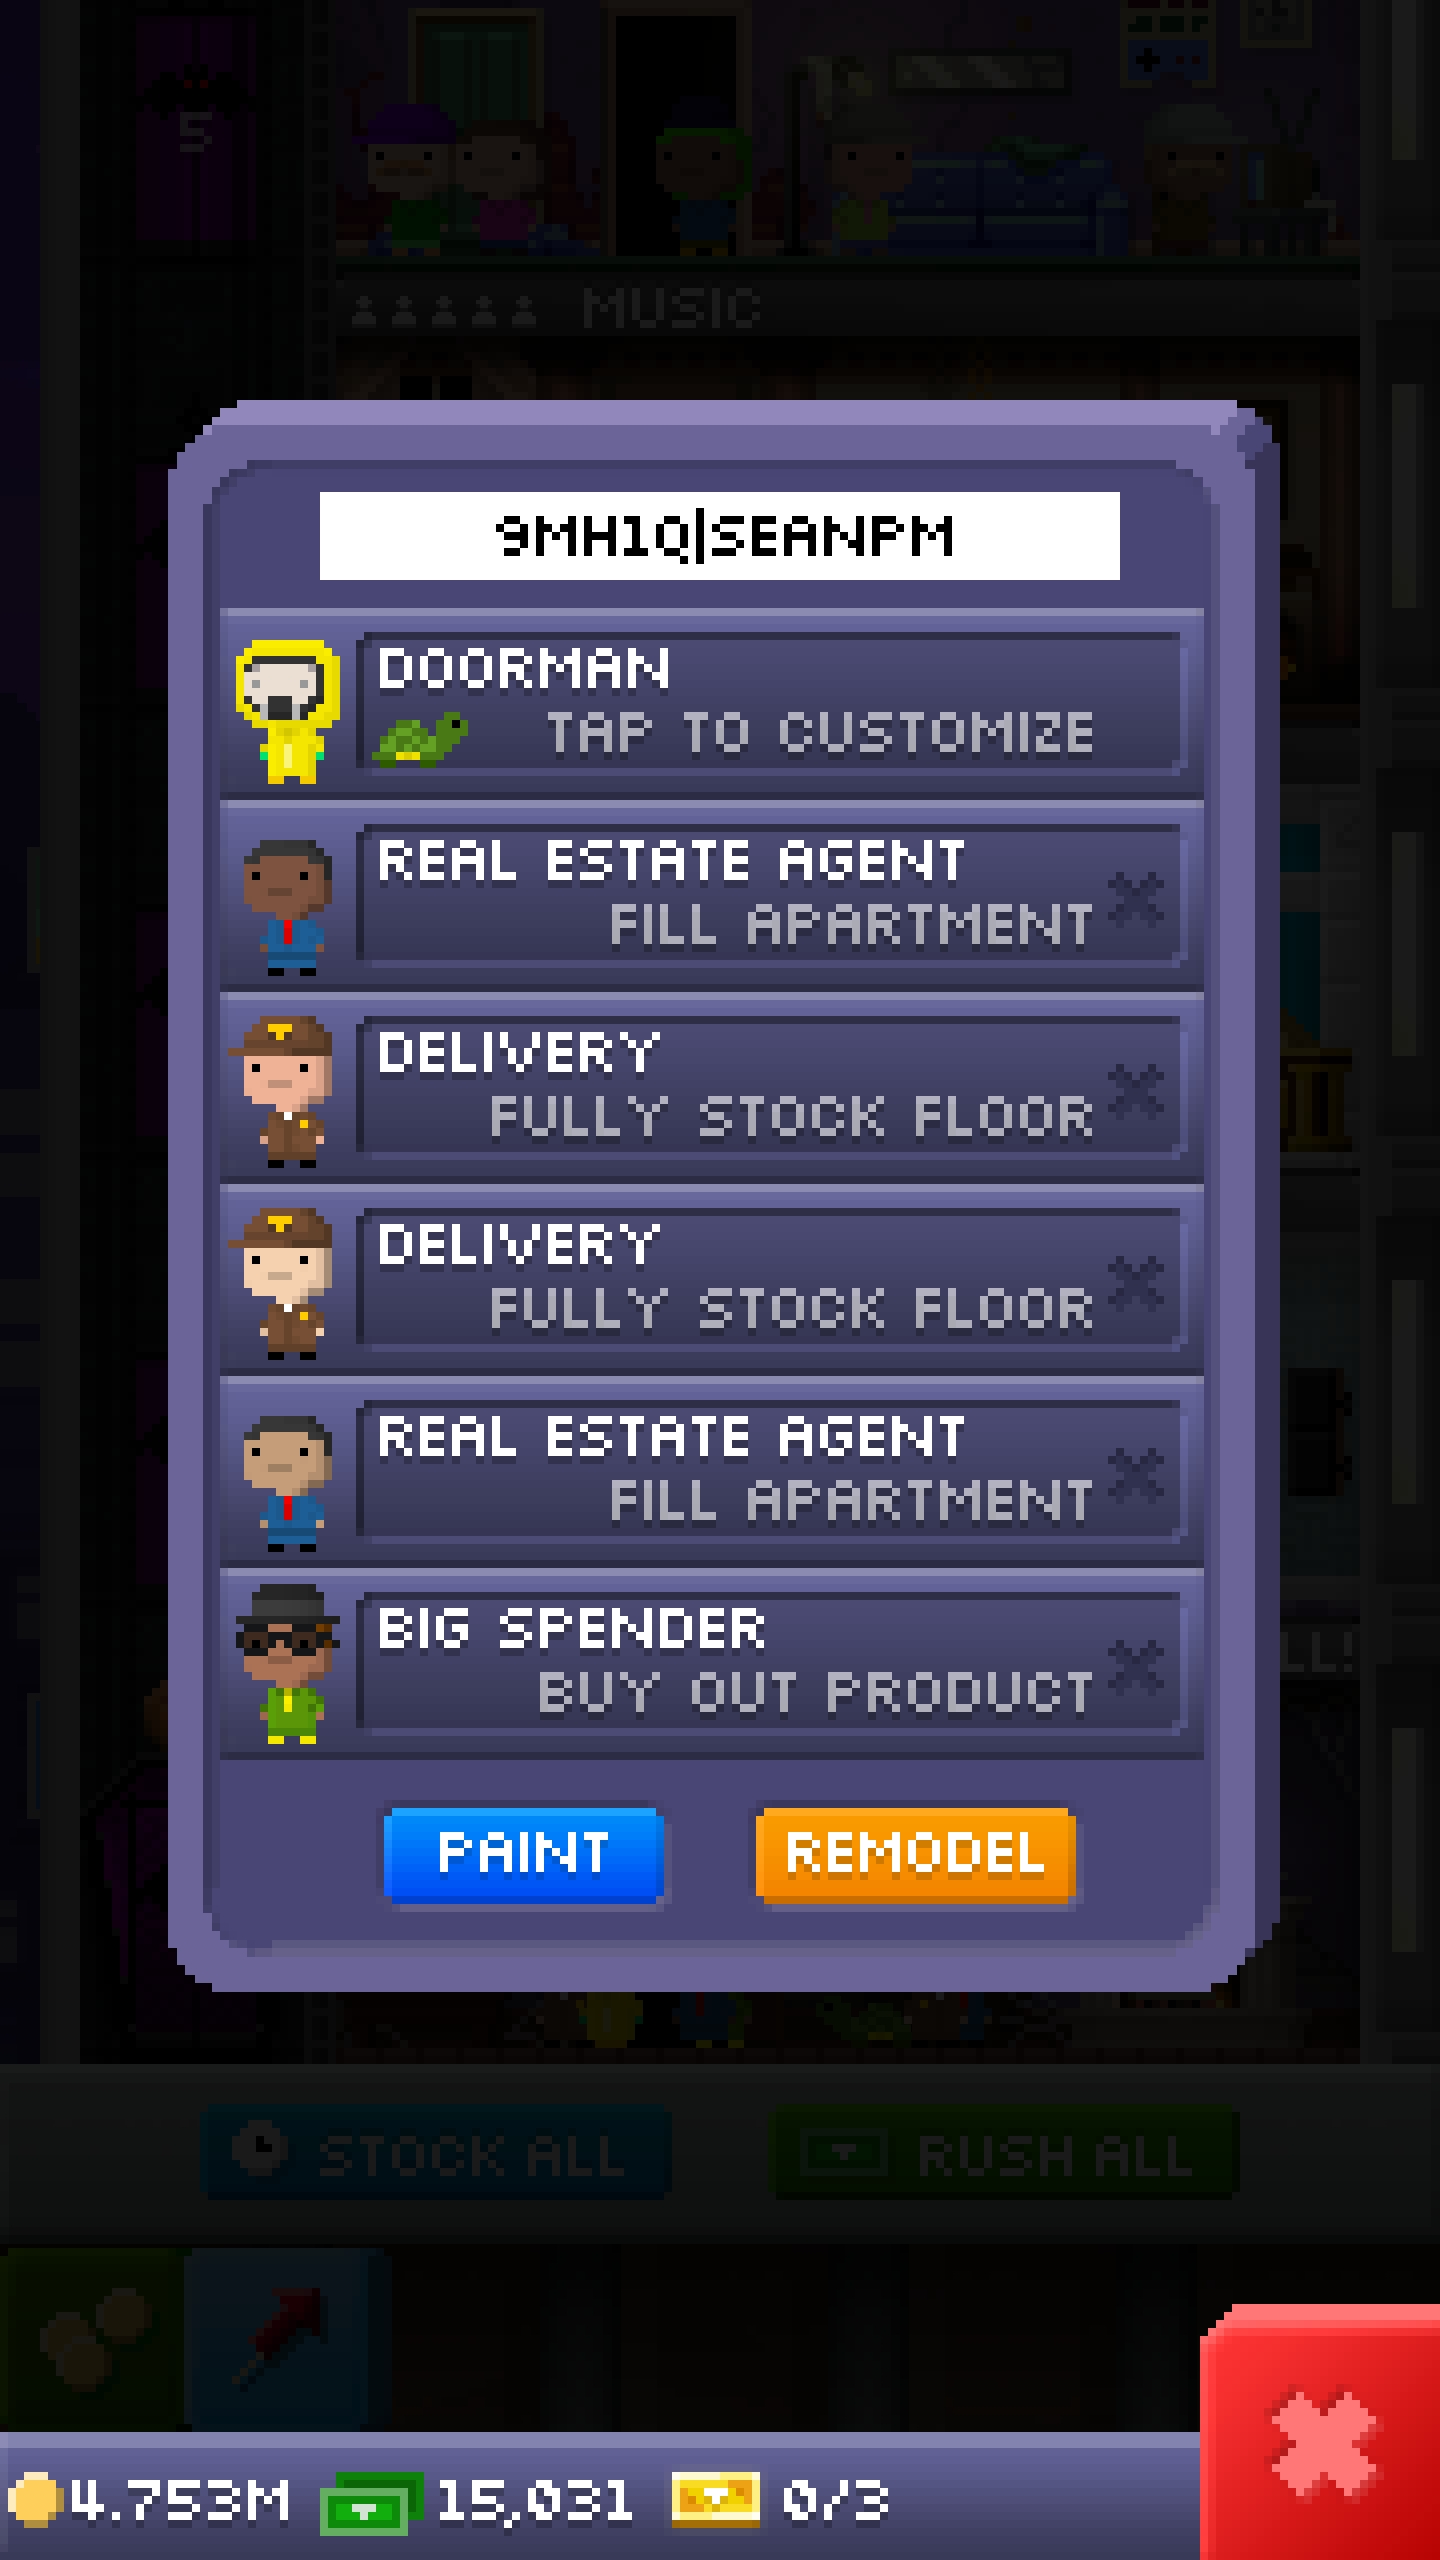 5
MUSIC
9MH1Q|SEANPM
DOORMAN
TAP TO CUSTOMIZE
REAL ESTATE AGENT
FILL APARTMENT
DELIVERY
FULLY STOCK FLOOR
DELIVERY
FULLY STOCK FLOOR
REAL ESTATE AGENT
FILL APARTMENT
BIG SPENDER
BUY OUT PRODUCT
PAINT REMODEL
STOCK ALL RUSH ALL
4.753M 15,031 0/3